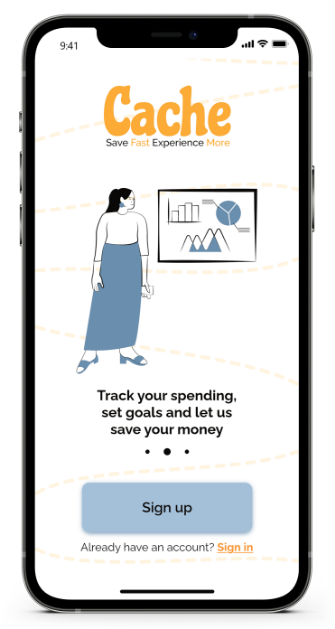 9:41
Cache
Save Fast Experience More
Track your spending,
set goals and let us
save your money
Sign up
Already have an account? Sign in